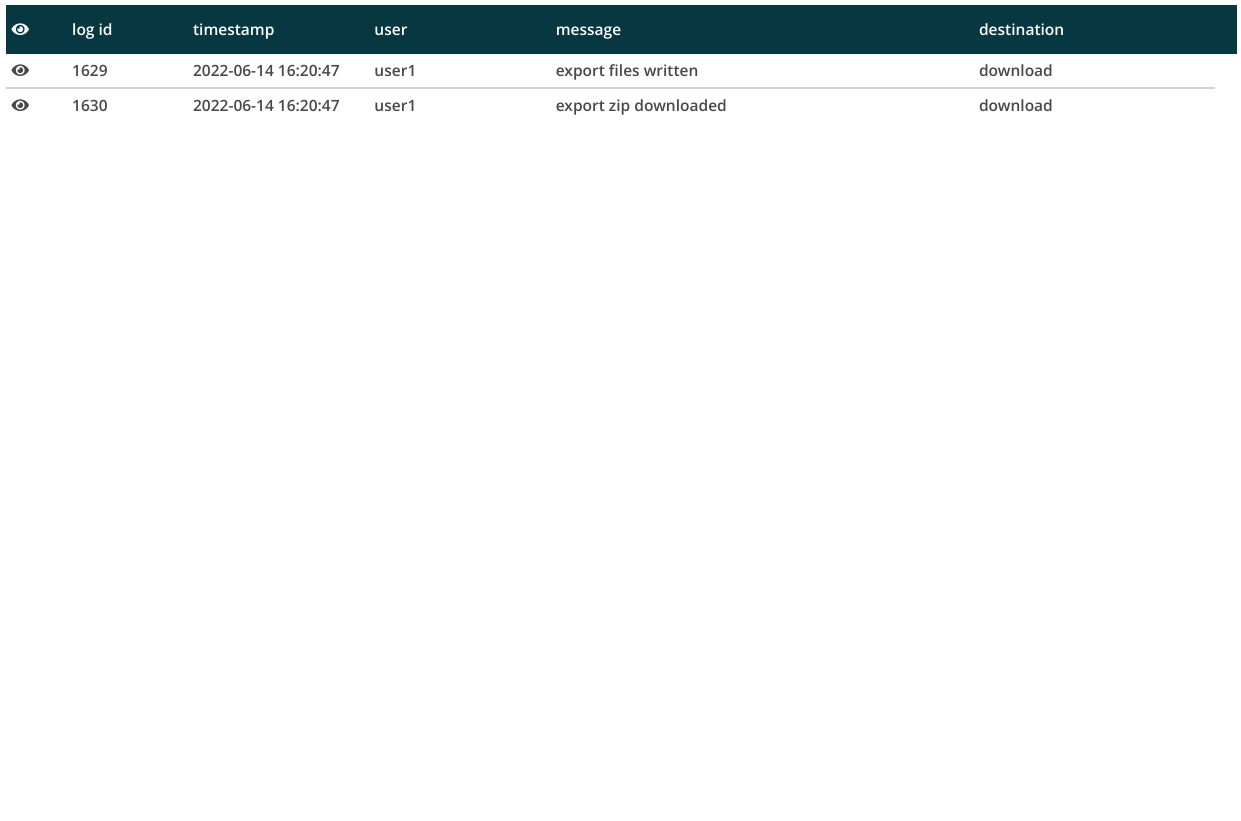 log id timestamp user message destination
1629 2022-06-14 16:20:47 user1 export files written download
1630 2022-06-14 16:20:47 user1 export zip downloaded download